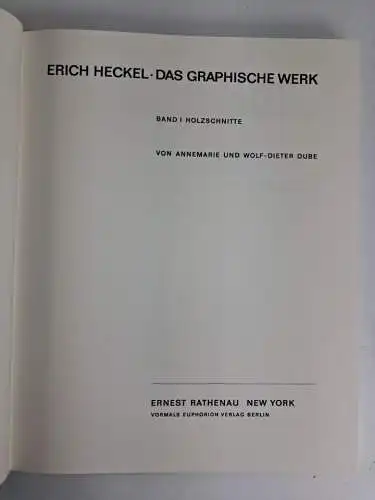 ERICH HECKEL · DAS GRAPHISCHE WERK
BAND I HOLZSCHNITTE
VON ANNEMARIE UND WOLF-DIETER DUBE
ERNEST RATHENAU NEW YORK
VORMALS EUPHORION VERLAG BERLIN